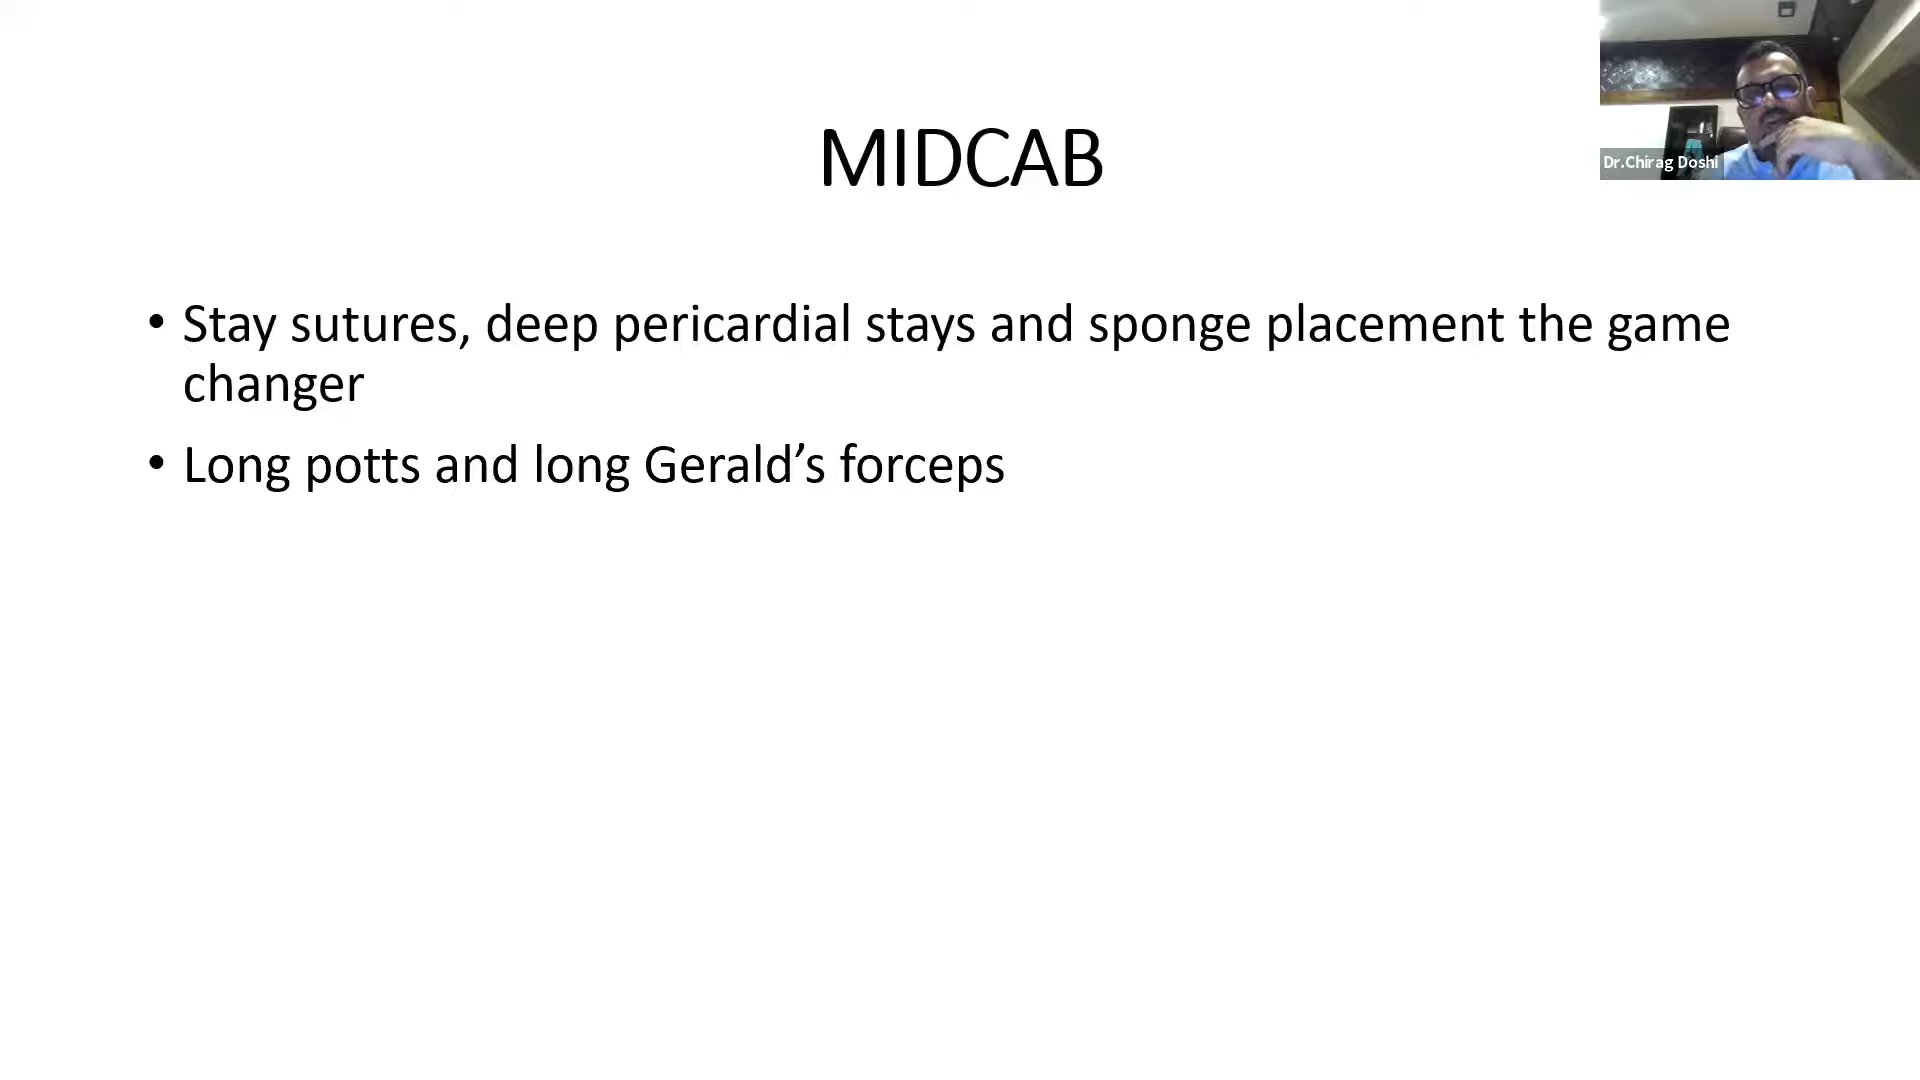 MIDCAB
Dr.Chirag Doshi
• Stay sutures, deep pericardial stays and sponge placement the game
changer
• Long potts and long Gerald’s forceps